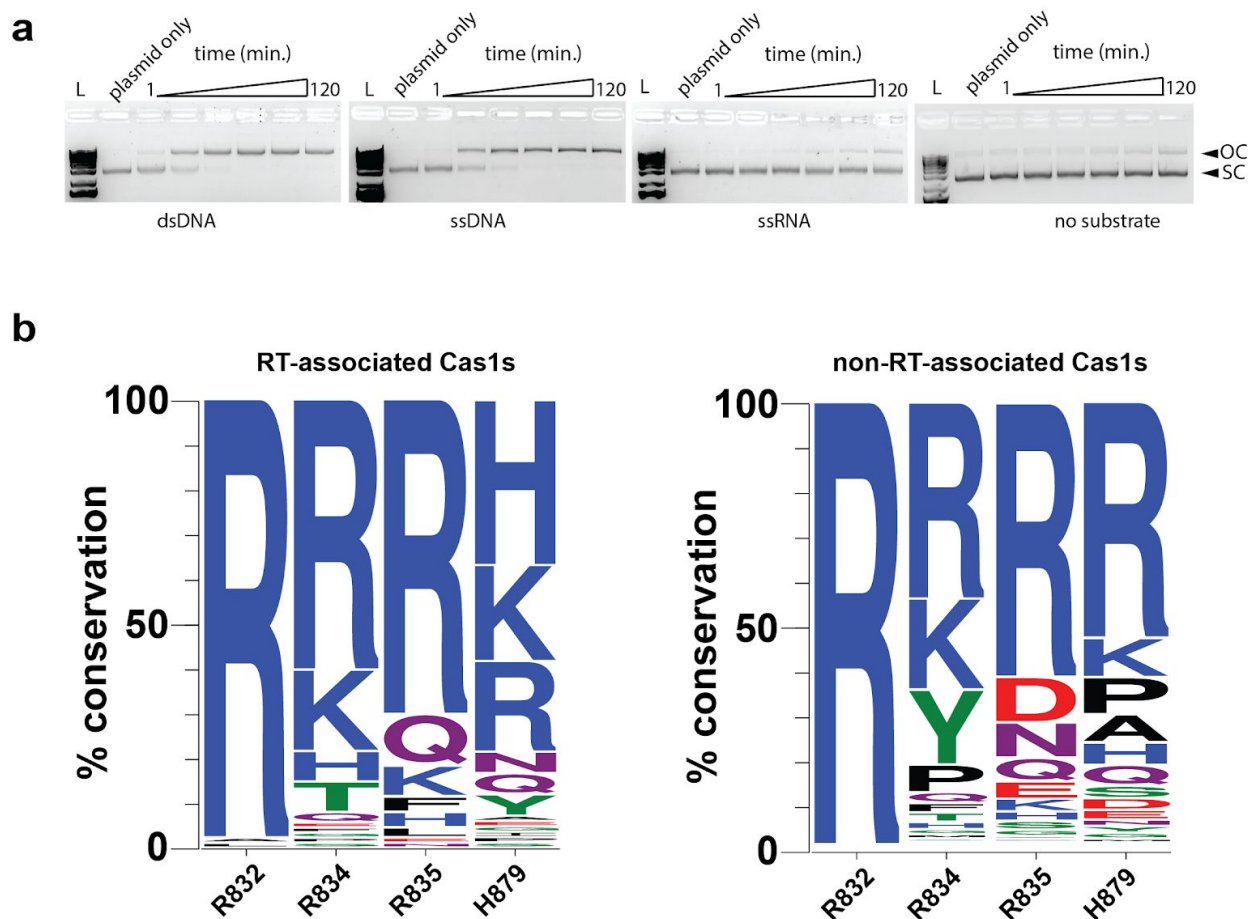 a
L plasmid only time (min.) 1 120
L plasmid only time (min.) 1 120
L plasmid only time (min.) 1 120
L plasmid only time (min.) 1 120
OC
SC
dsDNA ssDNA ssRNA no substrate
b
RT-associated Cas1s
% conservation
100
50
0
R
R K H T Q
R Q K F H
H K R N Q Y
R832 R834 R835 H879
non-RT-associated Cas1s
% conservation
100
50
0
R
R K Y P Q F T H
R D N Q E K H S
R K P A H Q S D E N Y
R832 R834 R835 H879